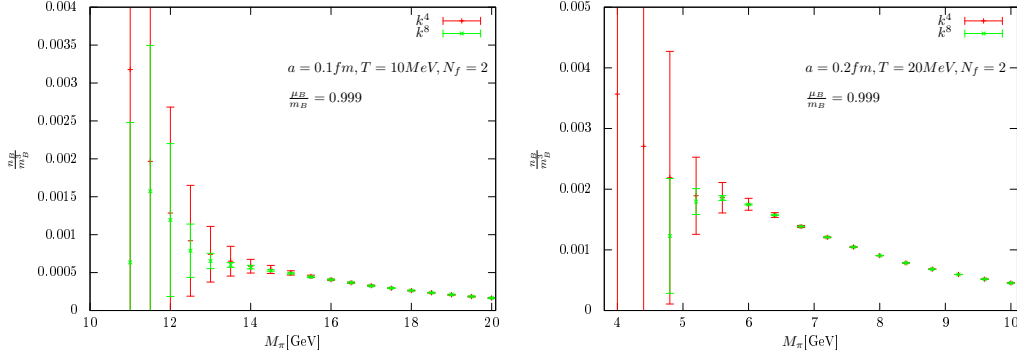 0.004
0.0035
0.003
0.0025
0.002
0.0015
0.001
0.0005
0
n_B/m_B^3
k^4
k^8
a = 0.1fm, T = 10MeV, N_f = 2
μ_B/m_B = 0.999
10 12 14 16 18 20
M_π[GeV]
0.005
0.004
0.003
0.002
0.001
0
n_B/m_B^3
k^4
k^8
a = 0.2fm, T = 20MeV, N_f = 2
μ_B/m_B = 0.999
4 5 6 7 8 9 10
M_π[GeV]